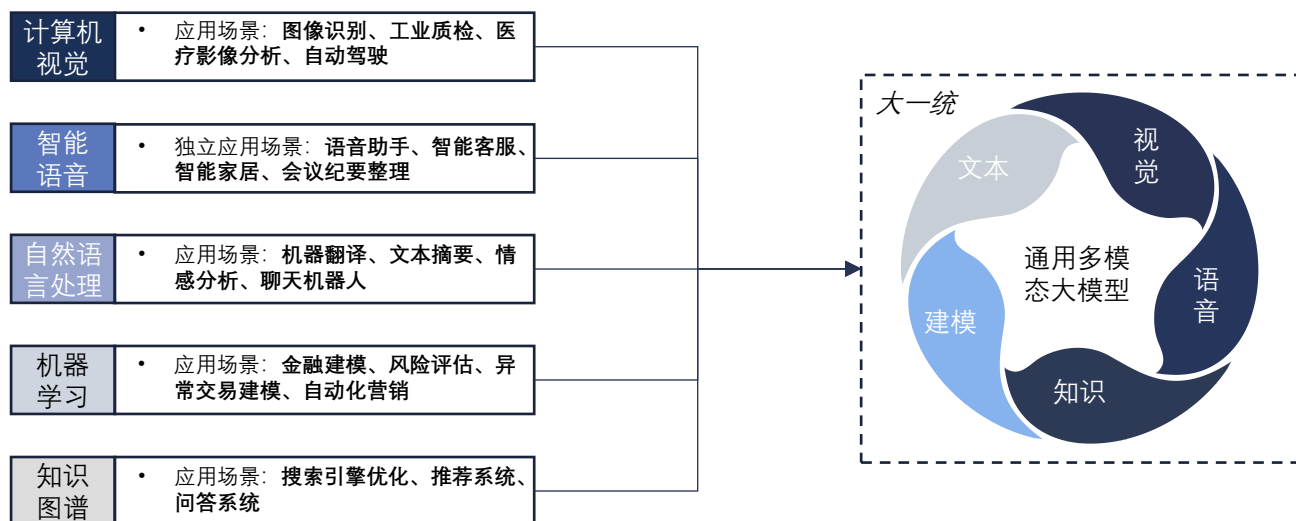 计算机
视觉
• 应用场景：图像识别、工业质检、医
疗影像分析、自动驾驶
智能
语音
• 独立应用场景：语音助手、智能客服、
智能家居、会议纪要整理
自然语
言处理
• 应用场景：机器翻译、文本摘要、情
感分析、聊天机器人
机器
学习
• 应用场景：金融建模、风险评估、异
常交易建模、自动化营销
知识
图谱
• 应用场景：搜索引擎优化、推荐系统、
问答系统
大一统
文本
视
觉
语
音
知识
建模
通用多模
态大模型